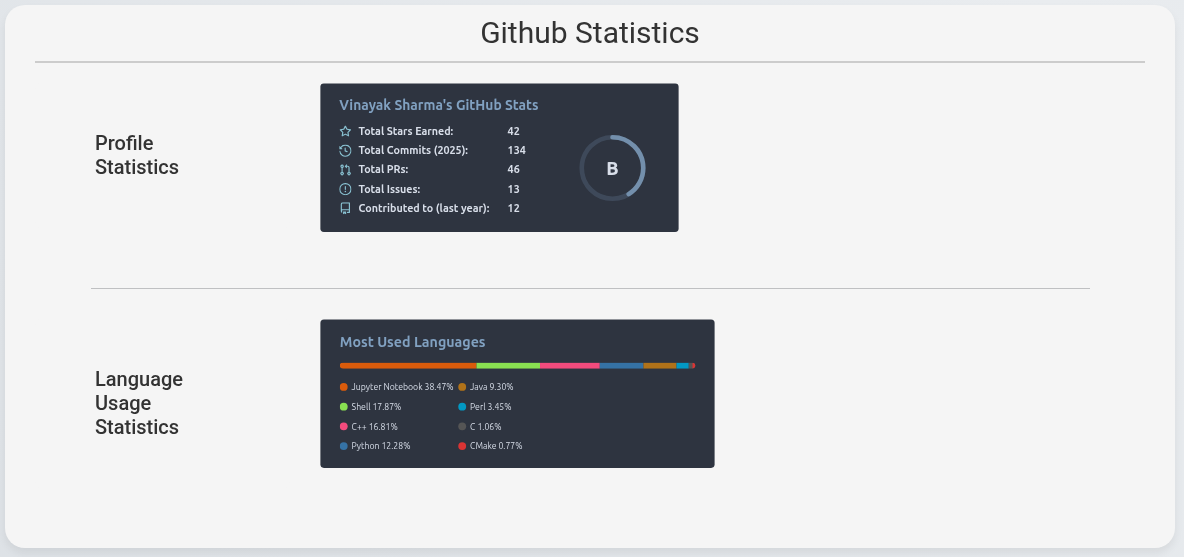 Github Statistics
Profile
Statistics
Vinayak Sharma's GitHub Stats
Total Stars Earned: 42
Total Commits (2025): 134
Total PRs: 46
Total Issues: 13
Contributed to (last year): 12
B
Language
Usage
Statistics
Most Used Languages
Jupyter Notebook 38.47% Java 9.30%
Shell 17.87% Perl 3.45%
C++ 16.81% C 1.06%
Python 12.28% CMake 0.77%